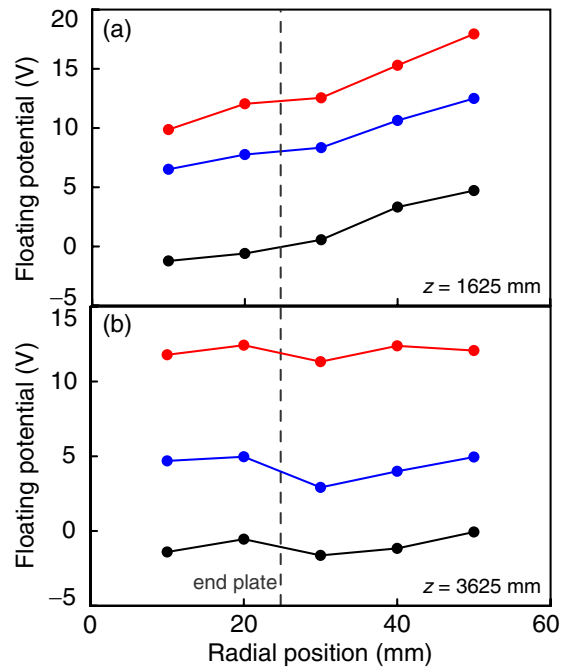 (a)
20
15
10
5
0
−5
Floating potential (V)
z = 1625 mm
(b)
15
10
5
0
−5
Floating potential (V)
end plate
z = 3625 mm
0
20
40
60
Radial position (mm)